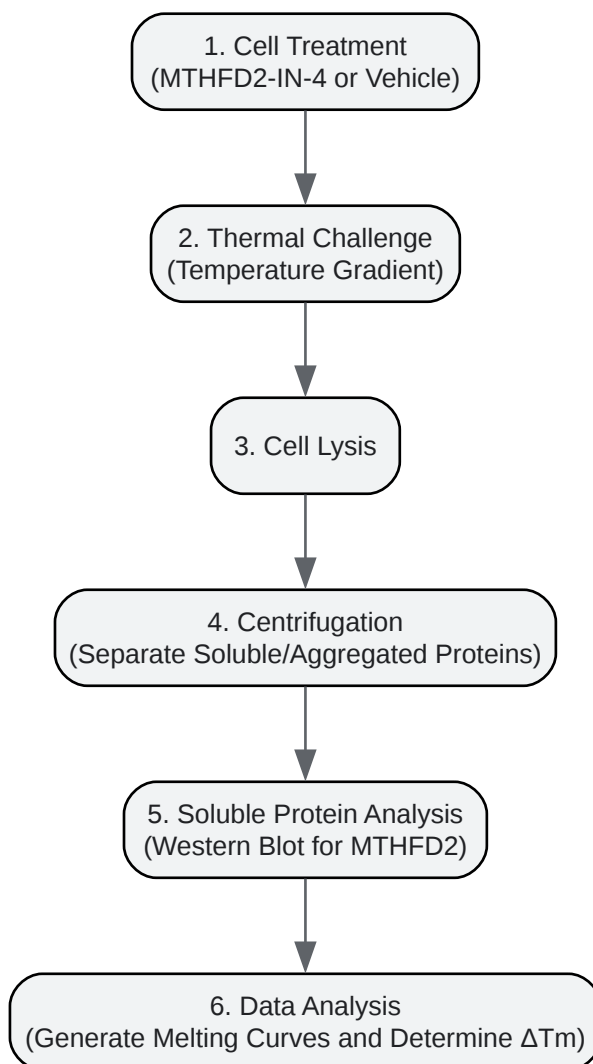 1. Cell Treatment
(MTHFD2-IN-4 or Vehicle)
2. Thermal Challenge
(Temperature Gradient)
3. Cell Lysis
4. Centrifugation
(Separate Soluble/Aggregated Proteins)
5. Soluble Protein Analysis
(Western Blot for MTHFD2)
6. Data Analysis
(Generate Melting Curves and Determine ΔTm)